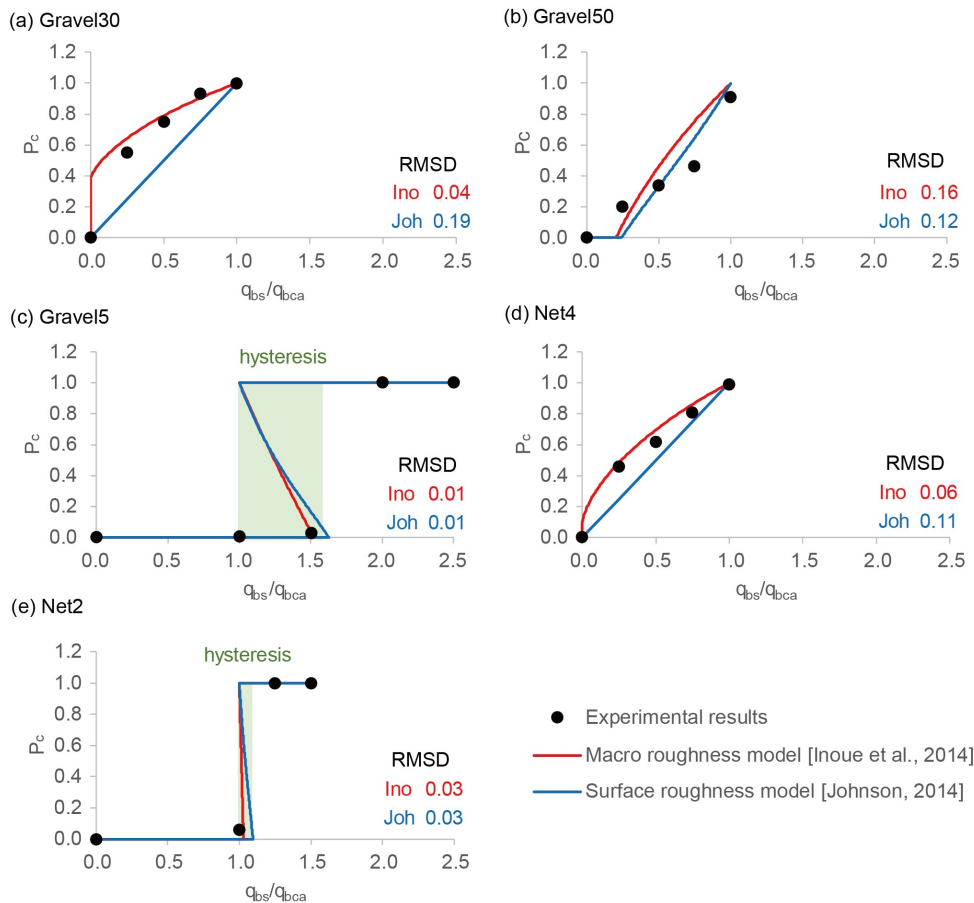 (a) Gravel30
1.2
1.0
0.8
0.6
0.4
0.2
0.0
Pc
RMSD
Ino 0.04
Joh 0.19
0.0 0.5 1.0 2.0 2.5
qbs/qbca
(b) Gravel50
1.2
1.0
0.8
0.6
0.4
0.2
0.0
Pc
RMSD
Ino 0.16
Joh 0.12
0.0 0.5 1.0 2.0 2.5
qbs/qbca
(c) Gravel5
hysteresis
1.2
1.0
0.8
0.6
0.4
0.2
0.0
Pc
RMSD
Ino 0.01
Joh 0.01
0.0 0.5 1.0 1.5 2.0 2.5
qbs/qbca
(d) Net4
1.2
1.0
0.8
0.6
0.4
0.2
0.0
Pc
RMSD
Ino 0.06
Joh 0.11
0.0 0.5 1.0 2.0 2.5
qbs/qbca
(e) Net2
hysteresis
1.2
1.0
0.8
0.6
0.4
0.2
0.0
Pc
RMSD
Ino 0.03
Joh 0.03
0.0 0.5 1.0 1.5 2.0 2.5
qbs/qbca
Experimental results
Macro roughness model [Inoue et al., 2014]
Surface roughness model [Johnson, 2014]